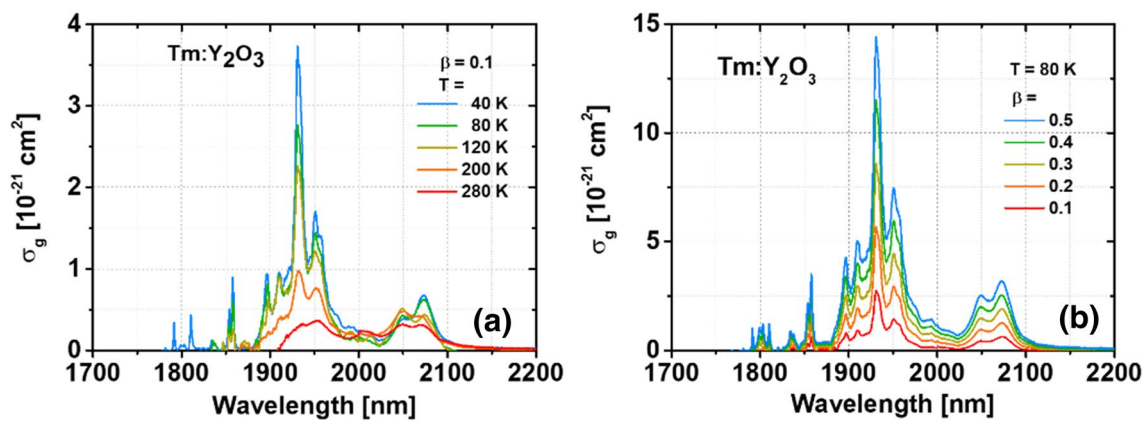 4
3
2
1
0
σg [10-21 cm2]
Tm:Y2O3
β = 0.1
T =
40 K
80 K
120 K
200 K
280 K
(a)
1700 1800 1900 2000 2100 2200
Wavelength [nm]
15
10
5
0
σg [10-21 cm2]
Tm:Y2O3
T = 80 K
β =
0.5
0.4
0.3
0.2
0.1
(b)
1700 1800 1900 2000 2100 2200
Wavelength [nm]